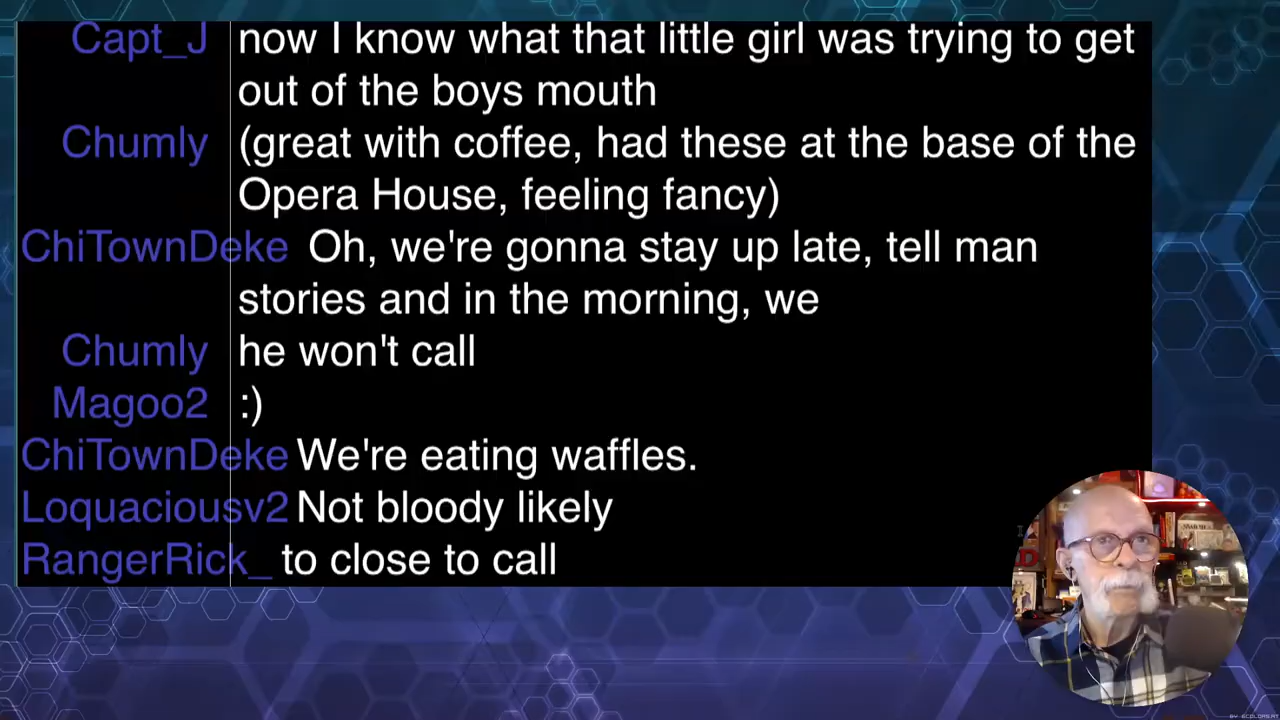 Capt_J now I know what that little girl was trying to get
out of the boys mouth
Chumly (great with coffee, had these at the base of the
Opera House, feeling fancy)
ChiTownDeke Oh, we're gonna stay up late, tell man
stories and in the morning, we
Chumly he won't call
Magoo2 :)
ChiTownDeke We're eating waffles.
Loquaciousv2 Not bloody likely
RangerRick_ to close to call